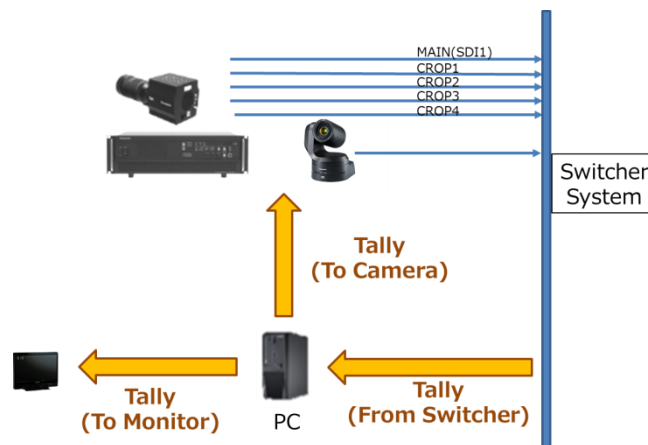 MAIN(SDI1)
CROP1
CROP2
CROP3
CROP4
Switcher
System
Tally
(To Camera)
Tally
(To Monitor)
PC
Tally
(From Switcher)